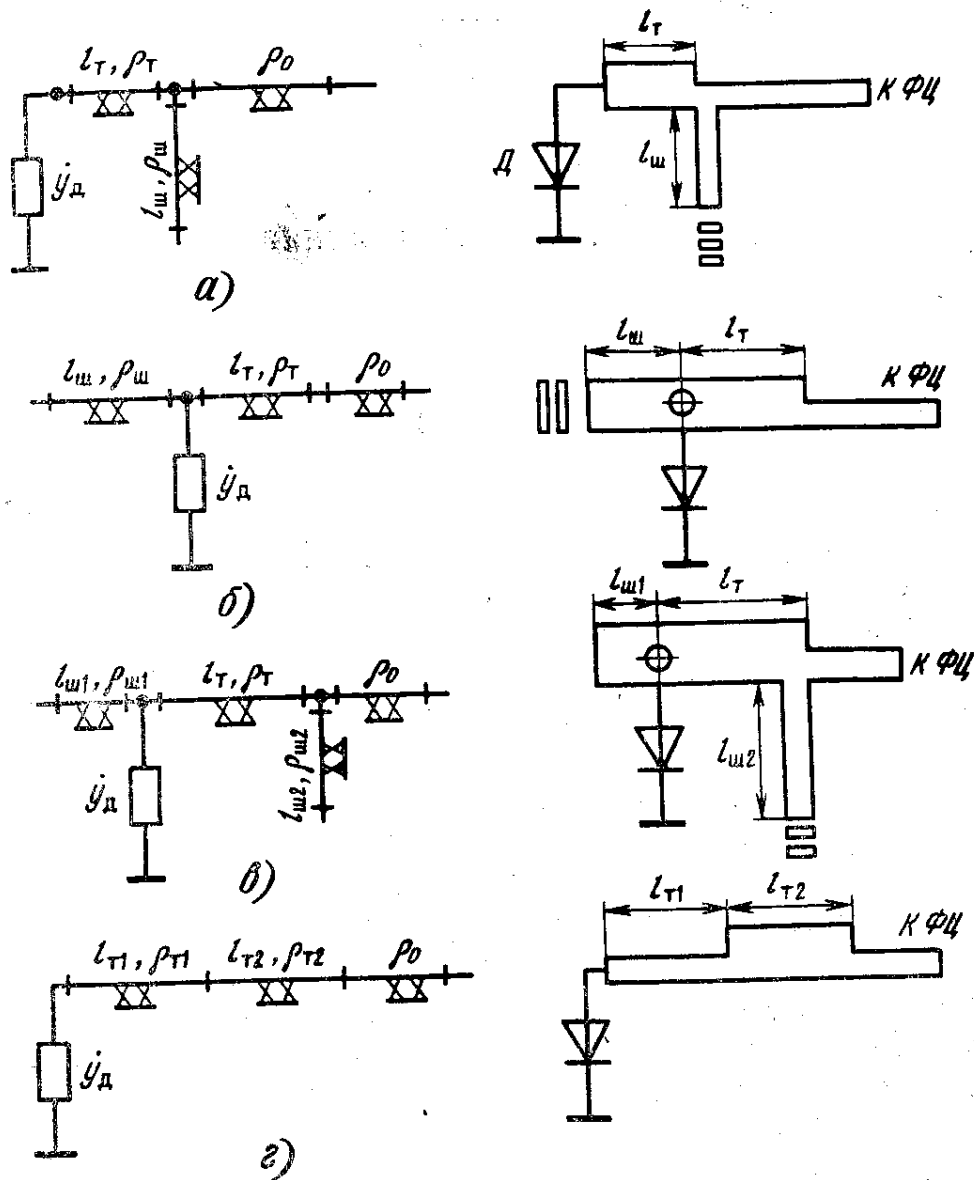 l_т, ρ_т
ρ_0
l_т
К ФЦ
ẏ_д
l_ш, ρ_ш
Д
l_ш
а)
l_ш, ρ_ш
l_т, ρ_т
ρ_0
l_ш
l_т
К ФЦ
ẏ_д
б)
l_ш1, ρ_ш1
l_т, ρ_т
ρ_0
l_ш1
l_т
К ФЦ
ẏ_д
l_ш2, ρ_ш2
l_ш2
в)
l_т1, ρ_т1
l_т2, ρ_т2
ρ_0
l_т1
l_т2
К ФЦ
ẏ_д
г)